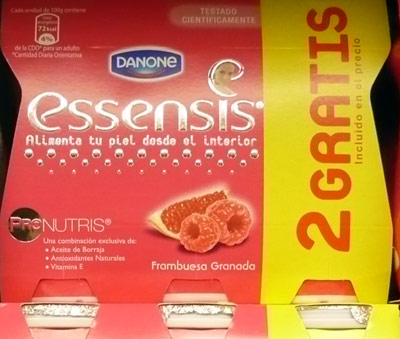 Cada unidad de 100g contiene
72kcal
4%
de la CDO* para un adulto
*Cantidad Diaria Orientativa
TESTADO
CIENTIFICAMENTE
DANONE
essensis®
Alimenta tu piel desde el interior
ProNUTRIS®
Una combinación exclusiva de:
• Aceite de Borraja
• Antioxidantes Naturales
• Vitamina E
Frambuesa Granada
2 GRATIS
Incluido en el precio